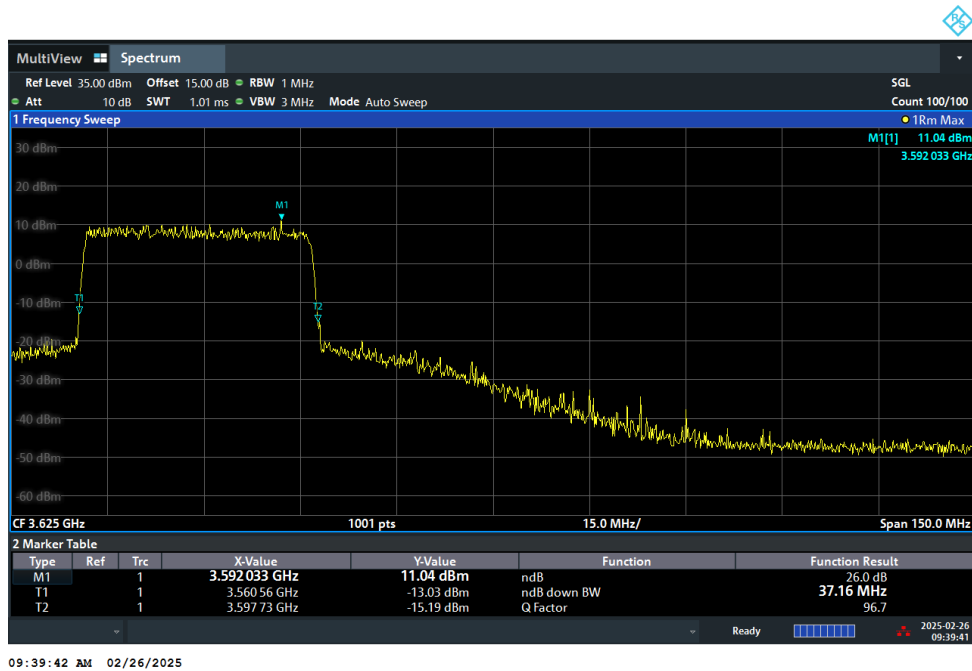 R&S
MultiView Spectrum
Ref Level 35.00 dBm Offset 15.00 dB RBW 1 MHz SGL
Att 10 dB SWT 1.01 ms VBW 3 MHz Mode Auto Sweep Count 100/100
1 Frequency Sweep 1Rm Max
M1[1] 11.04 dBm
3.592 033 GHz
30 dBm
20 dBm
M1
10 dBm
0 dBm
T1
-10 dBm
T2
-20 dBm
-30 dBm
-40 dBm
-50 dBm
-60 dBm
CF 3.625 GHz 1001 pts 15.0 MHz/ Span 150.0 MHz
2 Marker Table
Type Ref Trc X-Value Y-Value Function Function Result
M1 1 3.592 033 GHz 11.04 dBm ndB 26.0 dB
T1 1 3.560 56 GHz -13.03 dBm ndB down BW 37.16 MHz
T2 1 3.597 73 GHz -15.19 dBm Q Factor 96.7
Ready 2025-02-26
09:39:41
09:39:42 AM 02/26/2025